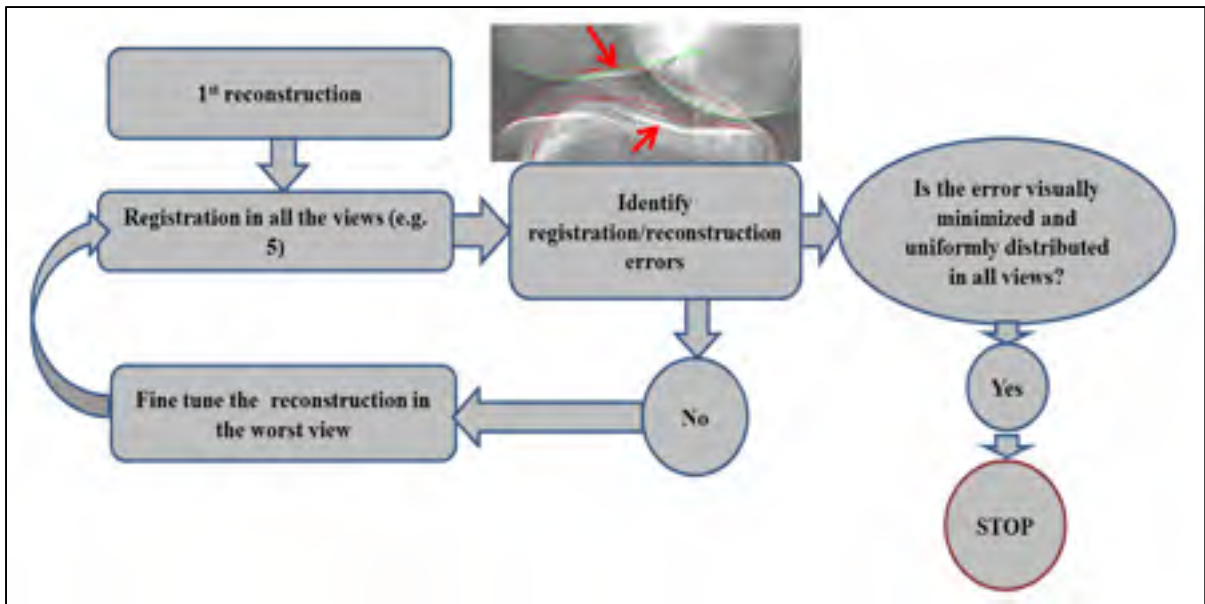 1st reconstruction
Registration in all the views (e.g.
5)
Identify
registration/reconstruction
errors
Is the error visually
minimized and
uniformly distributed
in all views?
Fine tune the reconstruction in
the worst view
No
Yes
STOP